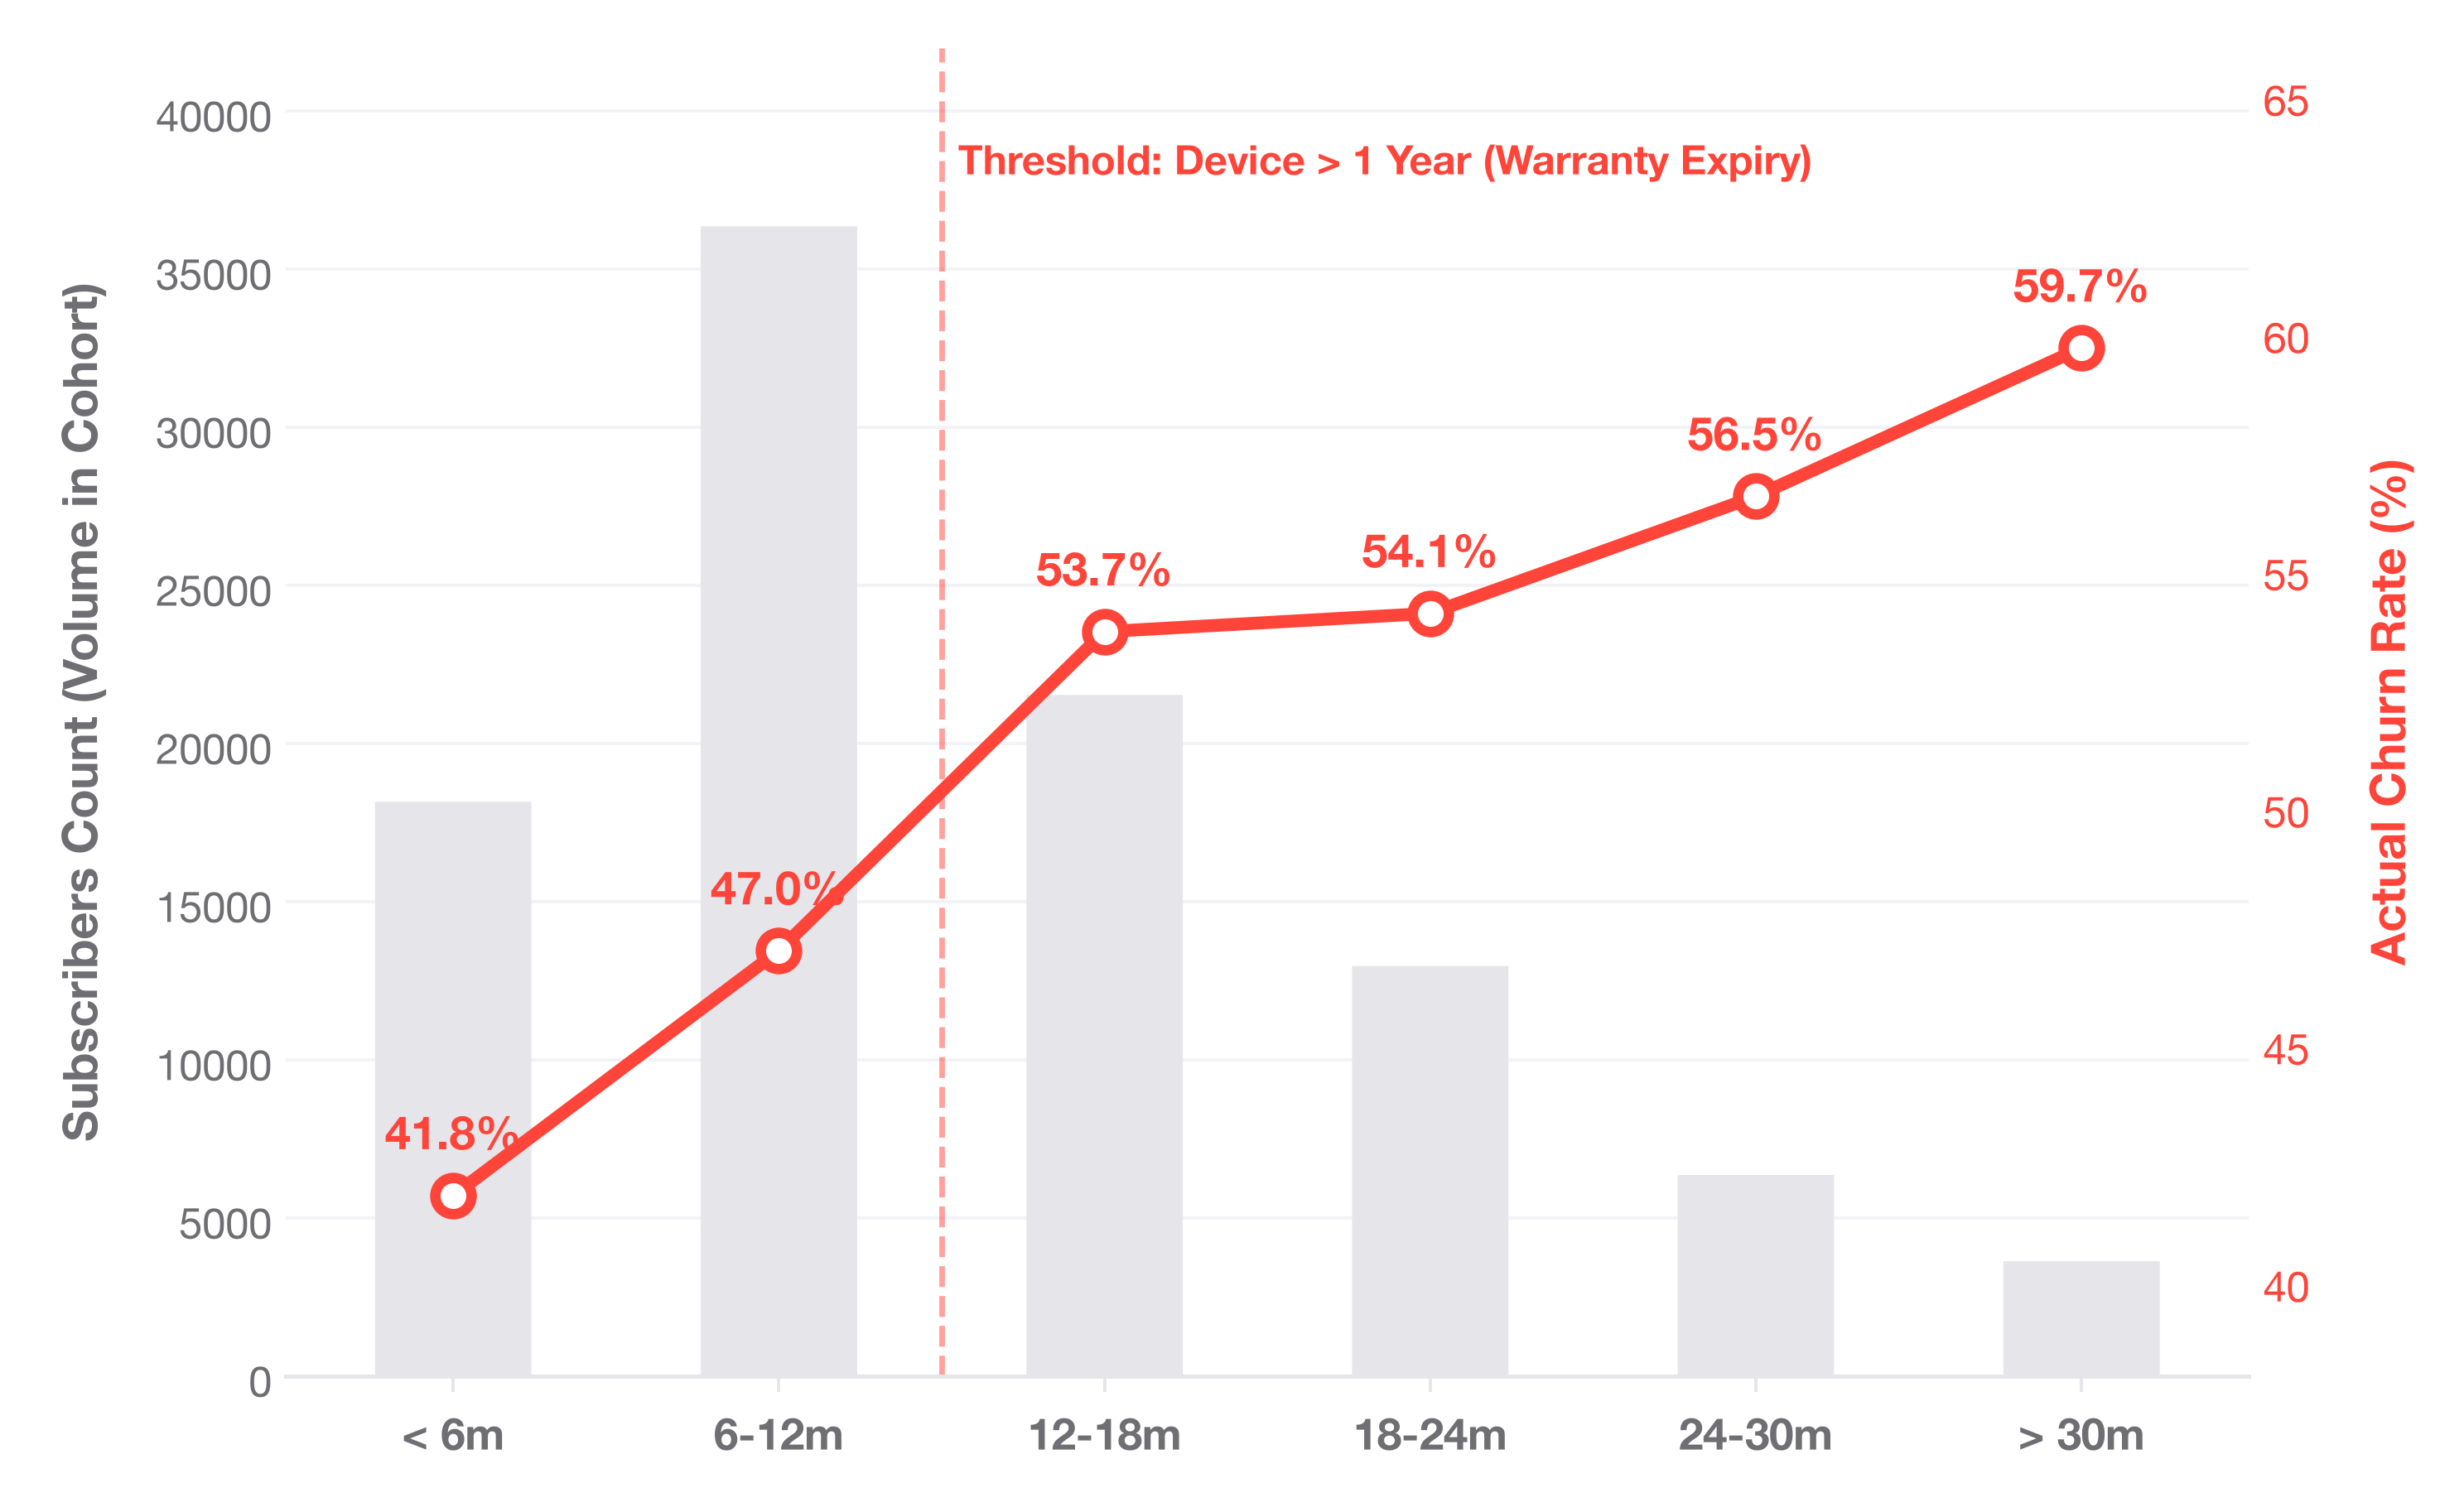 Threshold: Device > 1 Year (Warranty Expiry)
Subscribers Count (Volume in Cohort)
40000
35000
30000
25000
20000
15000
10000
5000
0
41.8%
47.0%
53.7%
54.1%
56.5%
59.7%
65
60
55
50
45
40
Actual Churn Rate (%)
< 6m
6-12m
12-18m
18-24m
24-30m
> 30m